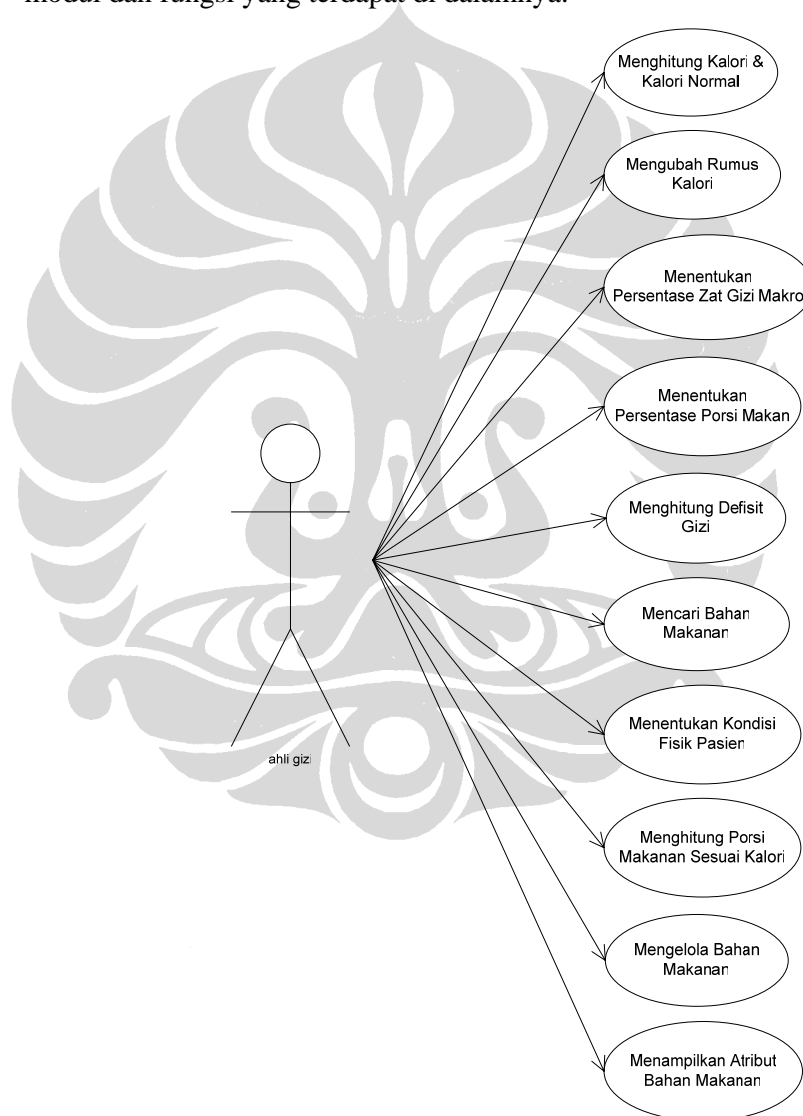 modul dan fungsi yang terdapat di dalamnya.
Menghitung Kalori &
Kalori Normal
Mengubah Rumus
Kalori
Menentukan
Persentase Zat Gizi Makro
Menentukan
Persentase Porsi Makan
Menghitung Defisit
Gizi
Mencari Bahan
Makanan
Menentukan Kondisi
Fisik Pasien
ahli gizi
Menghitung Porsi
Makanan Sesuai Kalori
Mengelola Bahan
Makanan
Menampilkan Atribut
Bahan Makanan